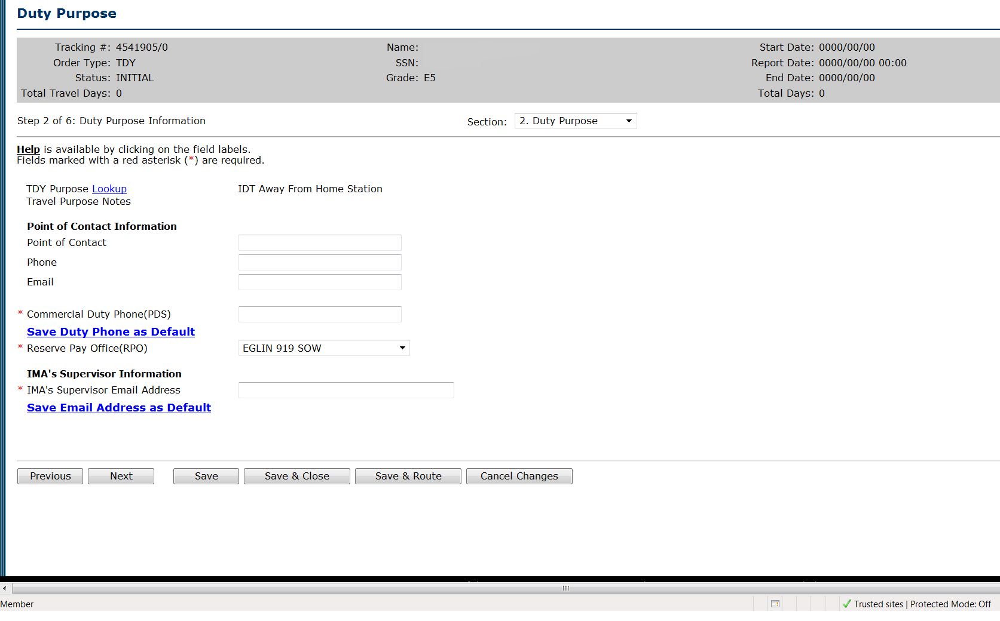 Duty Purpose
Tracking #: 4541905/0 Name: Start Date: 0000/00/00
Order Type: TDY SSN: Report Date: 0000/00/00 00:00
Status: INITIAL Grade: E5 End Date: 0000/00/00
Total Travel Days: 0 Total Days: 0
Step 2 of 6: Duty Purpose Information Section: 2. Duty Purpose
Help is available by clicking on the field labels.
Fields marked with a red asterisk (*) are required.
TDY Purpose Lookup IDT Away From Home Station
Travel Purpose Notes
Point of Contact Information
Point of Contact
Phone
Email
* Commercial Duty Phone(PDS)
Save Duty Phone as Default
* Reserve Pay Office(RPO) EGLIN 919 SOW
IMA's Supervisor Information
* IMA's Supervisor Email Address
Save Email Address as Default
Previous Next Save Save & Close Save & Route Cancel Changes
Member Trusted sites | Protected Mode: Off